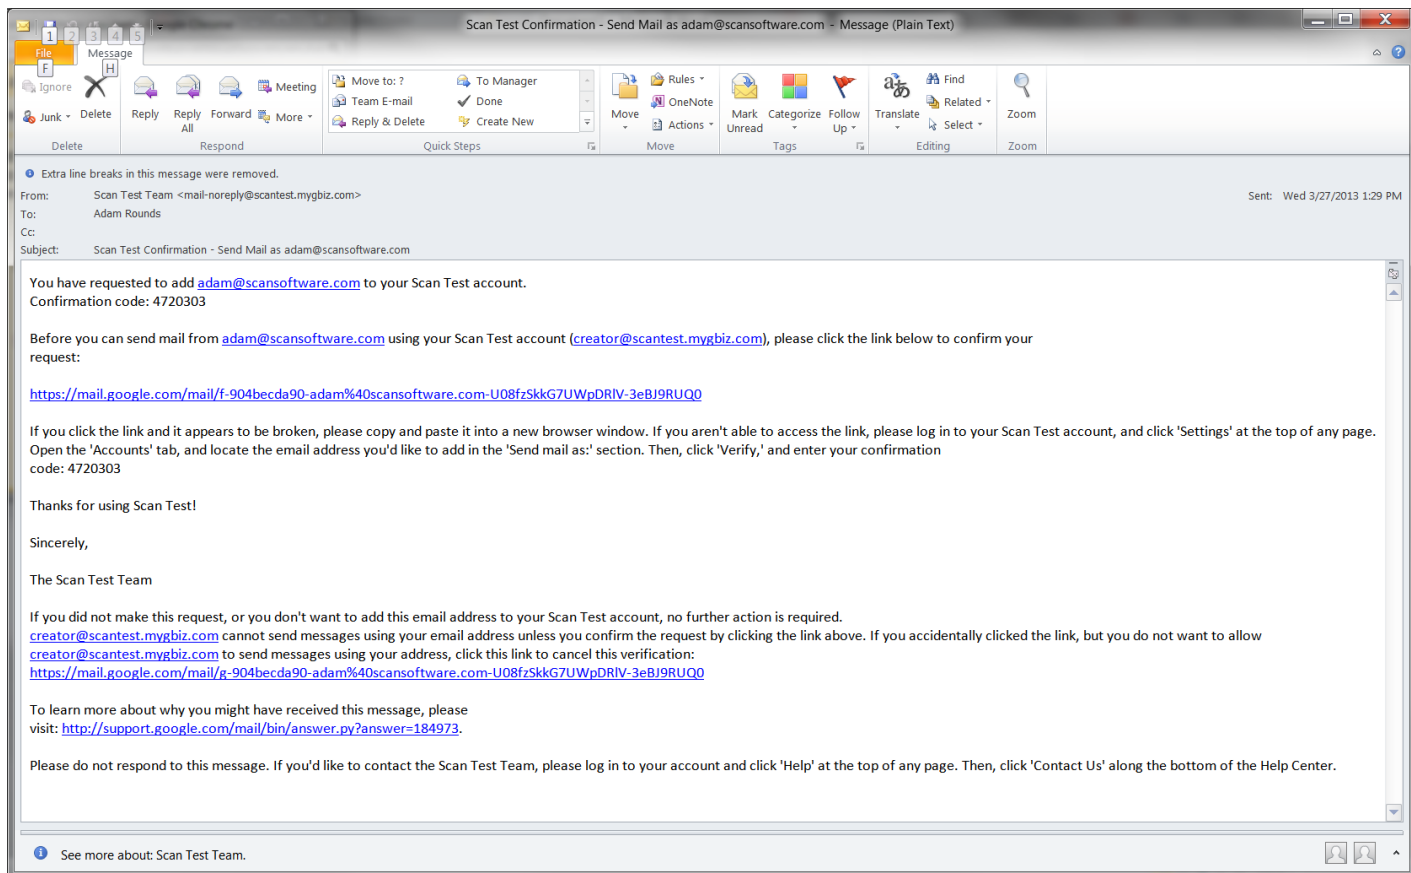 Scan Test Confirmation - Send Mail as adam@scansoftware.com - Message (Plain Text)
1 2 3 4 5
File Message
F H
Ignore
Junk
Delete
Reply
Reply All
Forward
Meeting
More
Move to: ?
Team E-mail
Reply & Delete
To Manager
Done
Create New
Move
Rules
OneNote
Actions
Mark Unread
Categorize
Follow Up
Translate
Find
Related
Select
Zoom
Delete Respond Quick Steps Move Tags Editing Zoom
Extra line breaks in this message were removed.
From: Scan Test Team <mail-noreply@scantest.mygbiz.com> Sent: Wed 3/27/2013 1:29 PM
To: Adam Rounds
Cc:
Subject: Scan Test Confirmation - Send Mail as adam@scansoftware.com
You have requested to add adam@scansoftware.com to your Scan Test account.
Confirmation code: 4720303
Before you can send mail from adam@scansoftware.com using your Scan Test account (creator@scantest.mygbiz.com), please click the link below to confirm your
request:
https://mail.google.com/mail/f-904becda90-adam%40scansoftware.com-U08fzSkkG7UWpDRlV-3eBJ9RUQ0
If you click the link and it appears to be broken, please copy and paste it into a new browser window. If you aren't able to access the link, please log in to your Scan Test account, and click 'Settings' at the top of any page.
Open the 'Accounts' tab, and locate the email address you'd like to add in the 'Send mail as:' section. Then, click 'Verify,' and enter your confirmation
code: 4720303
Thanks for using Scan Test!
Sincerely,
The Scan Test Team
If you did not make this request, or you don't want to add this email address to your Scan Test account, no further action is required.
creator@scantest.mygbiz.com cannot send messages using your email address unless you confirm the request by clicking the link above. If you accidentally clicked the link, but you do not want to allow
creator@scantest.mygbiz.com to send messages using your address, click this link to cancel this verification:
https://mail.google.com/mail/g-904becda90-adam%40scansoftware.com-U08fzSkkG7UWpDRlV-3eBJ9RUQ0
To learn more about why you might have received this message, please
visit: http://support.google.com/mail/bin/answer.py?answer=184973.
Please do not respond to this message. If you'd like to contact the Scan Test Team, please log in to your account and click 'Help' at the top of any page. Then, click 'Contact Us' along the bottom of the Help Center.
See more about: Scan Test Team.